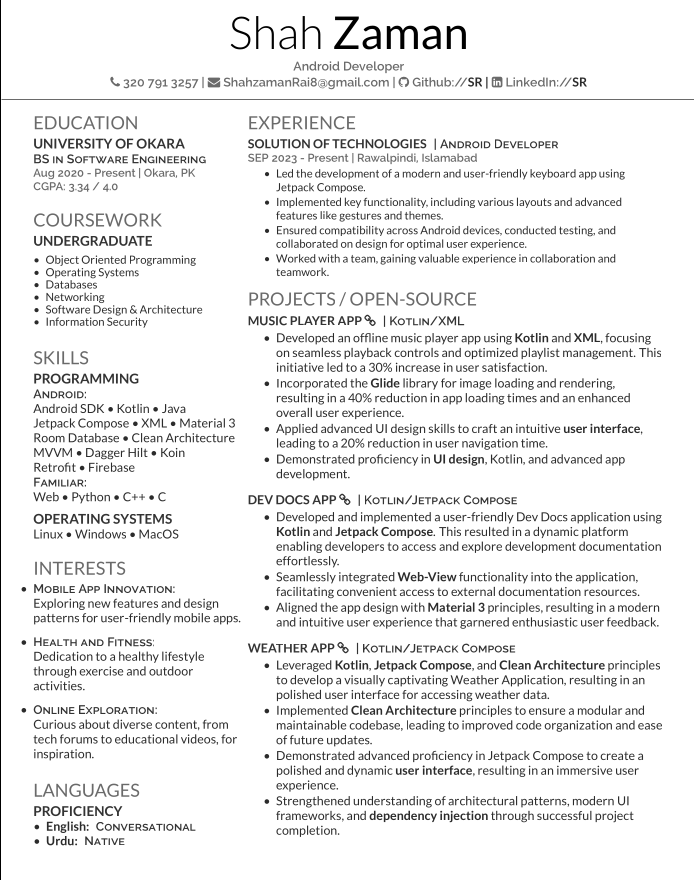 Shah Zaman
Android Developer
320 791 3257 | ShahzamanRai8@gmail.com | Github://SR | LinkedIn://SR
EDUCATION
UNIVERSITY OF OKARA
BS in Software Engineering
Aug 2020 - Present | Okara, PK
CGPA: 3.34 / 4.0
COURSEWORK
UNDERGRADUATE
• Object Oriented Programming
• Operating Systems
• Databases
• Networking
• Software Design & Architecture
• Information Security
SKILLS
PROGRAMMING
Android:
Android SDK • Kotlin • Java
Jetpack Compose • XML • Material 3
Room Database • Clean Architecture
MVVM • Dagger Hilt • Koin
Retrofit • Firebase
Familiar:
Web • Python • C++ • C
OPERATING SYSTEMS
Linux • Windows • MacOS
INTERESTS
• Mobile App Innovation:
Exploring new features and design
patterns for user-friendly mobile apps.
• Health and Fitness:
Dedication to a healthy lifestyle
through exercise and outdoor
activities.
• Online Exploration:
Curious about diverse content, from
tech forums to educational videos, for
inspiration.
LANGUAGES
PROFICIENCY
• English: Conversational
• Urdu: Native
EXPERIENCE
SOLUTION OF TECHNOLOGIES | Android Developer
SEP 2023 - Present | Rawalpindi, Islamabad
• Led the development of a modern and user-friendly keyboard app using
Jetpack Compose.
• Implemented key functionality, including various layouts and advanced
features like gestures and themes.
• Ensured compatibility across Android devices, conducted testing, and
collaborated on design for optimal user experience.
• Worked with a team, gaining valuable experience in collaboration and
teamwork.
PROJECTS / OPEN-SOURCE
MUSIC PLAYER APP | Kotlin/XML
• Developed an offline music player app using Kotlin and XML, focusing
on seamless playback controls and optimized playlist management. This
initiative led to a 30% increase in user satisfaction.
• Incorporated the Glide library for image loading and rendering,
resulting in a 40% reduction in app loading times and an enhanced
overall user experience.
• Applied advanced UI design skills to craft an intuitive user interface,
leading to a 20% reduction in user navigation time.
• Demonstrated proficiency in UI design, Kotlin, and advanced app
development.
DEV DOCS APP | Kotlin/Jetpack Compose
• Developed and implemented a user-friendly Dev Docs application using
Kotlin and Jetpack Compose. This resulted in a dynamic platform
enabling developers to access and explore development documentation
effortlessly.
• Seamlessly integrated Web-View functionality into the application,
facilitating convenient access to external documentation resources.
• Aligned the app design with Material 3 principles, resulting in a modern
and intuitive user experience that garnered enthusiastic user feedback.
WEATHER APP | Kotlin/Jetpack Compose
• Leveraged Kotlin, Jetpack Compose, and Clean Architecture principles
to develop a visually captivating Weather Application, resulting in an
polished user interface for accessing weather data.
• Implemented Clean Architecture principles to ensure a modular and
maintainable codebase, leading to improved code organization and ease
of future updates.
• Demonstrated advanced proficiency in Jetpack Compose to create a
polished and dynamic user interface, resulting in an immersive user
experience.
• Strengthened understanding of architectural patterns, modern UI
frameworks, and dependency injection through successful project
completion.